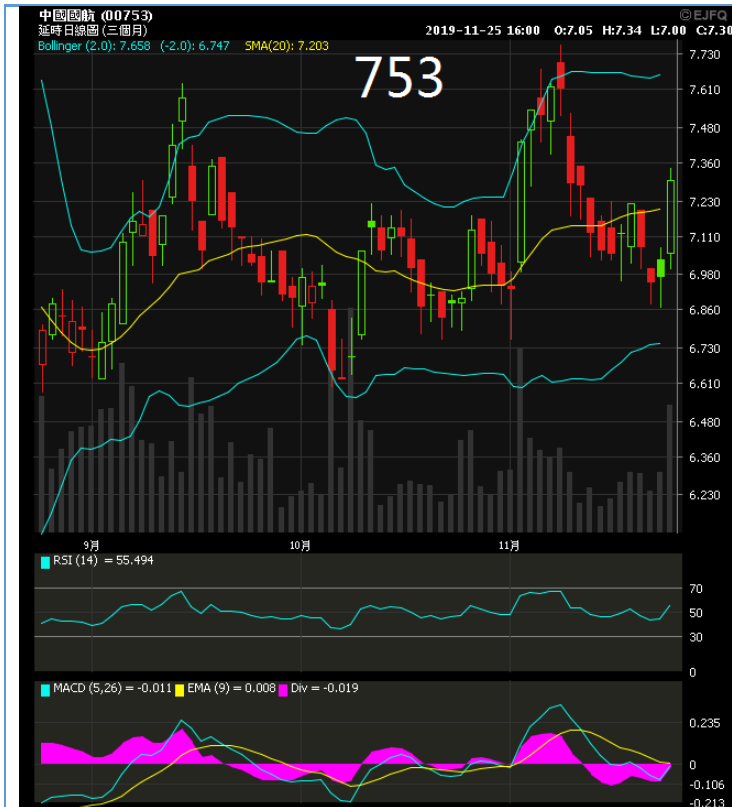 中國國航 (00753)
©EJFQ
延時日線圖 (三個月)
2019-11-25 16:00 O:7.05 H:7.34 L:7.00 C:7.30
Bollinger (2.0): 7.658 (-2.0): 6.747 SMA(20): 7.203
753
7.730
7.610
7.480
7.360
7.230
7.110
6.980
6.860
6.730
6.610
6.480
6.360
6.230
9月 10月 11月
RSI (14) = 55.494
70
50
30
0
MACD (5,26) = -0.011 EMA (9) = 0.008 Div = -0.019
0.235
0
-0.106
-0.213